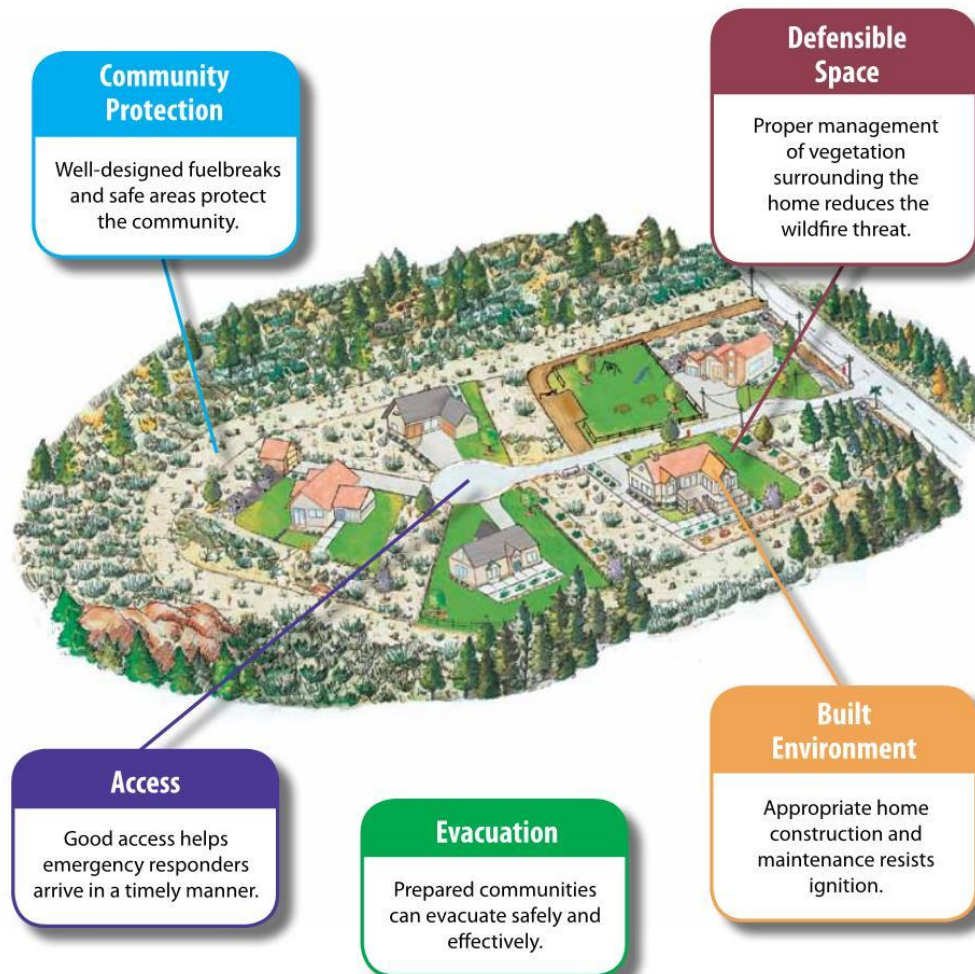 Community
Protection
Well-designed fuelbreaks
and safe areas protect
the community.
Defensible
Space
Proper management
of vegetation
surrounding the
home reduces the
wildfire threat.
Access
Good access helps
emergency responders
arrive in a timely manner.
Evacuation
Prepared communities
can evacuate safely and
effectively.
Built
Environment
Appropriate home
construction and
maintenance resists
ignition.